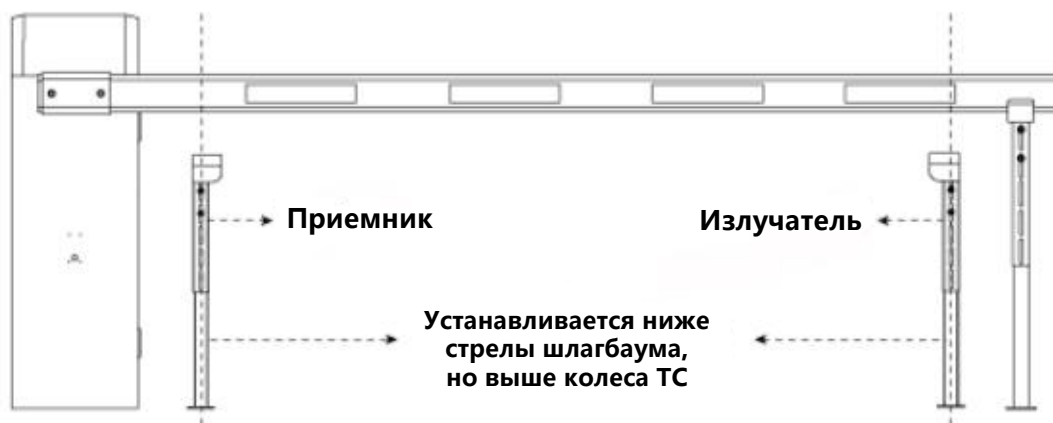 Приемник
Излучатель
Устанавливается ниже
стрелы шлагбаума,
но выше колеса ТС